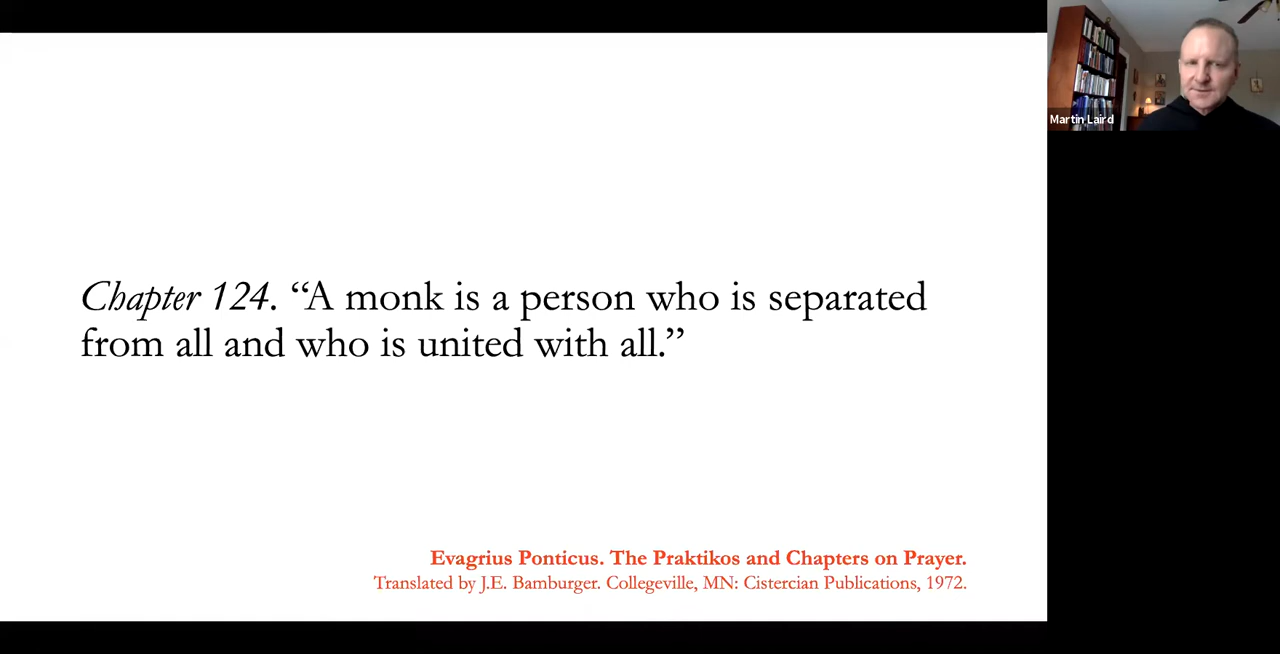 Chapter 124. “A monk is a person who is separated
from all and who is united with all.”
Evagrius Ponticus. The Praktikos and Chapters on Prayer.
Translated by J.E. Bamburger. Collegeville, MN: Cistercian Publications, 1972.
Martin Laird